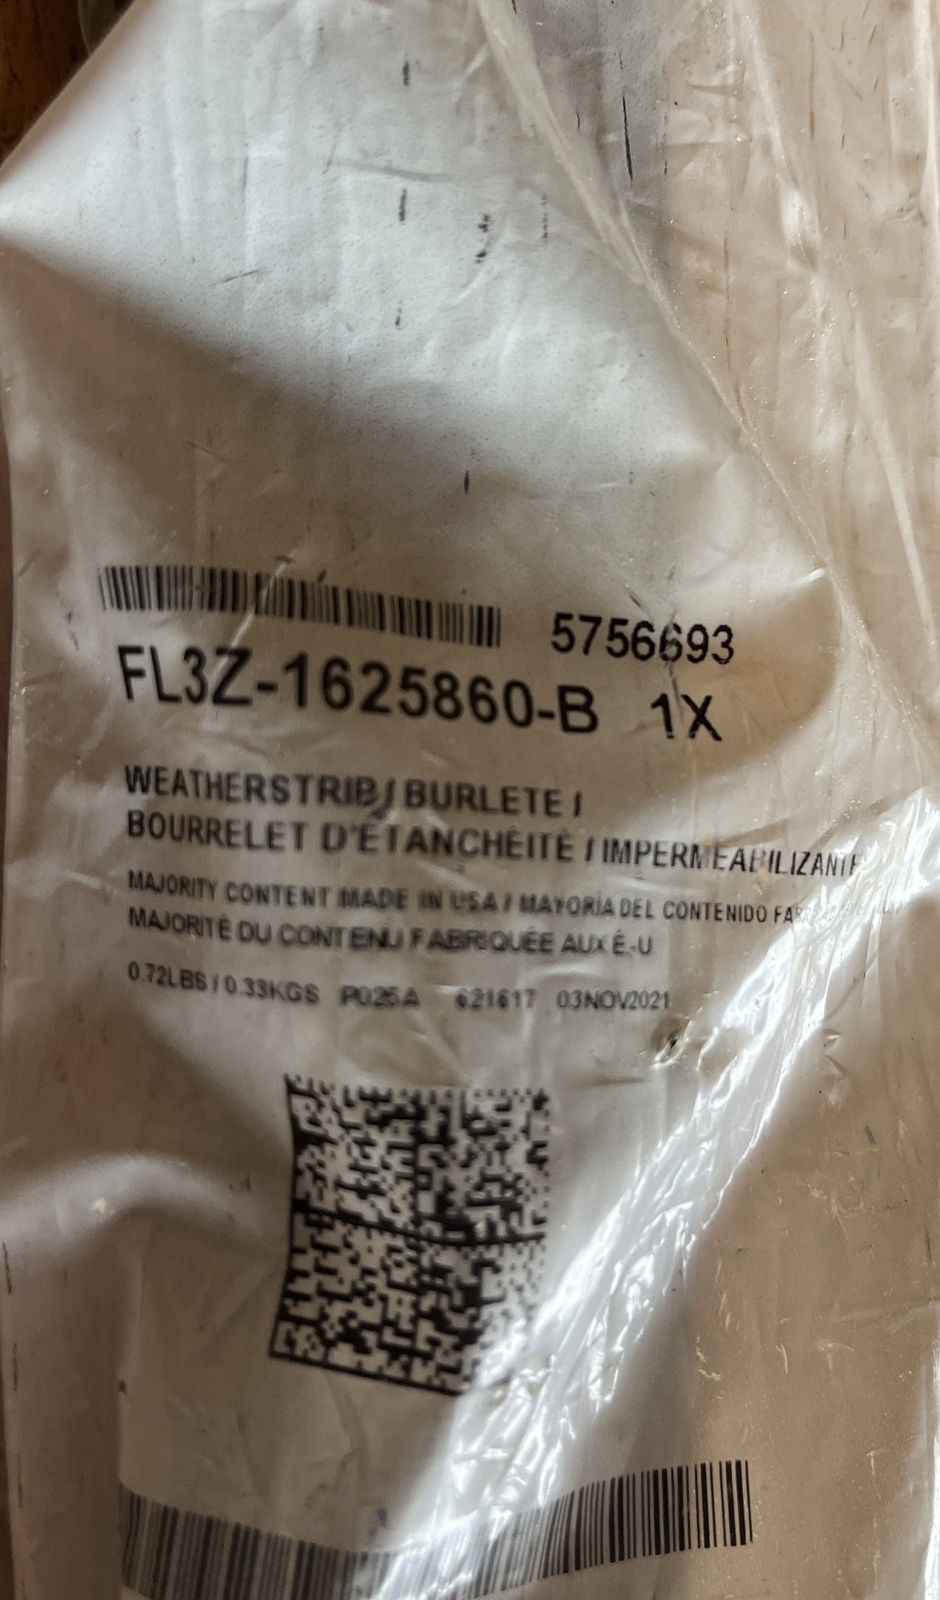 5756693
FL3Z-1625860-B 1X
WEATHERSTRIP / BURLETE /
BOURRELET D'ÉTANCHÉITÉ / IMPERMEABILIZANTE
MAJORITY CONTENT MADE IN USA / MAYORÍA DEL CONTENIDO
MAJORITÉ DU CONTENU FABRIQUÉE AUX É.-U
0.72LBS / 0.33KGS P025A 621617 03NOV2021